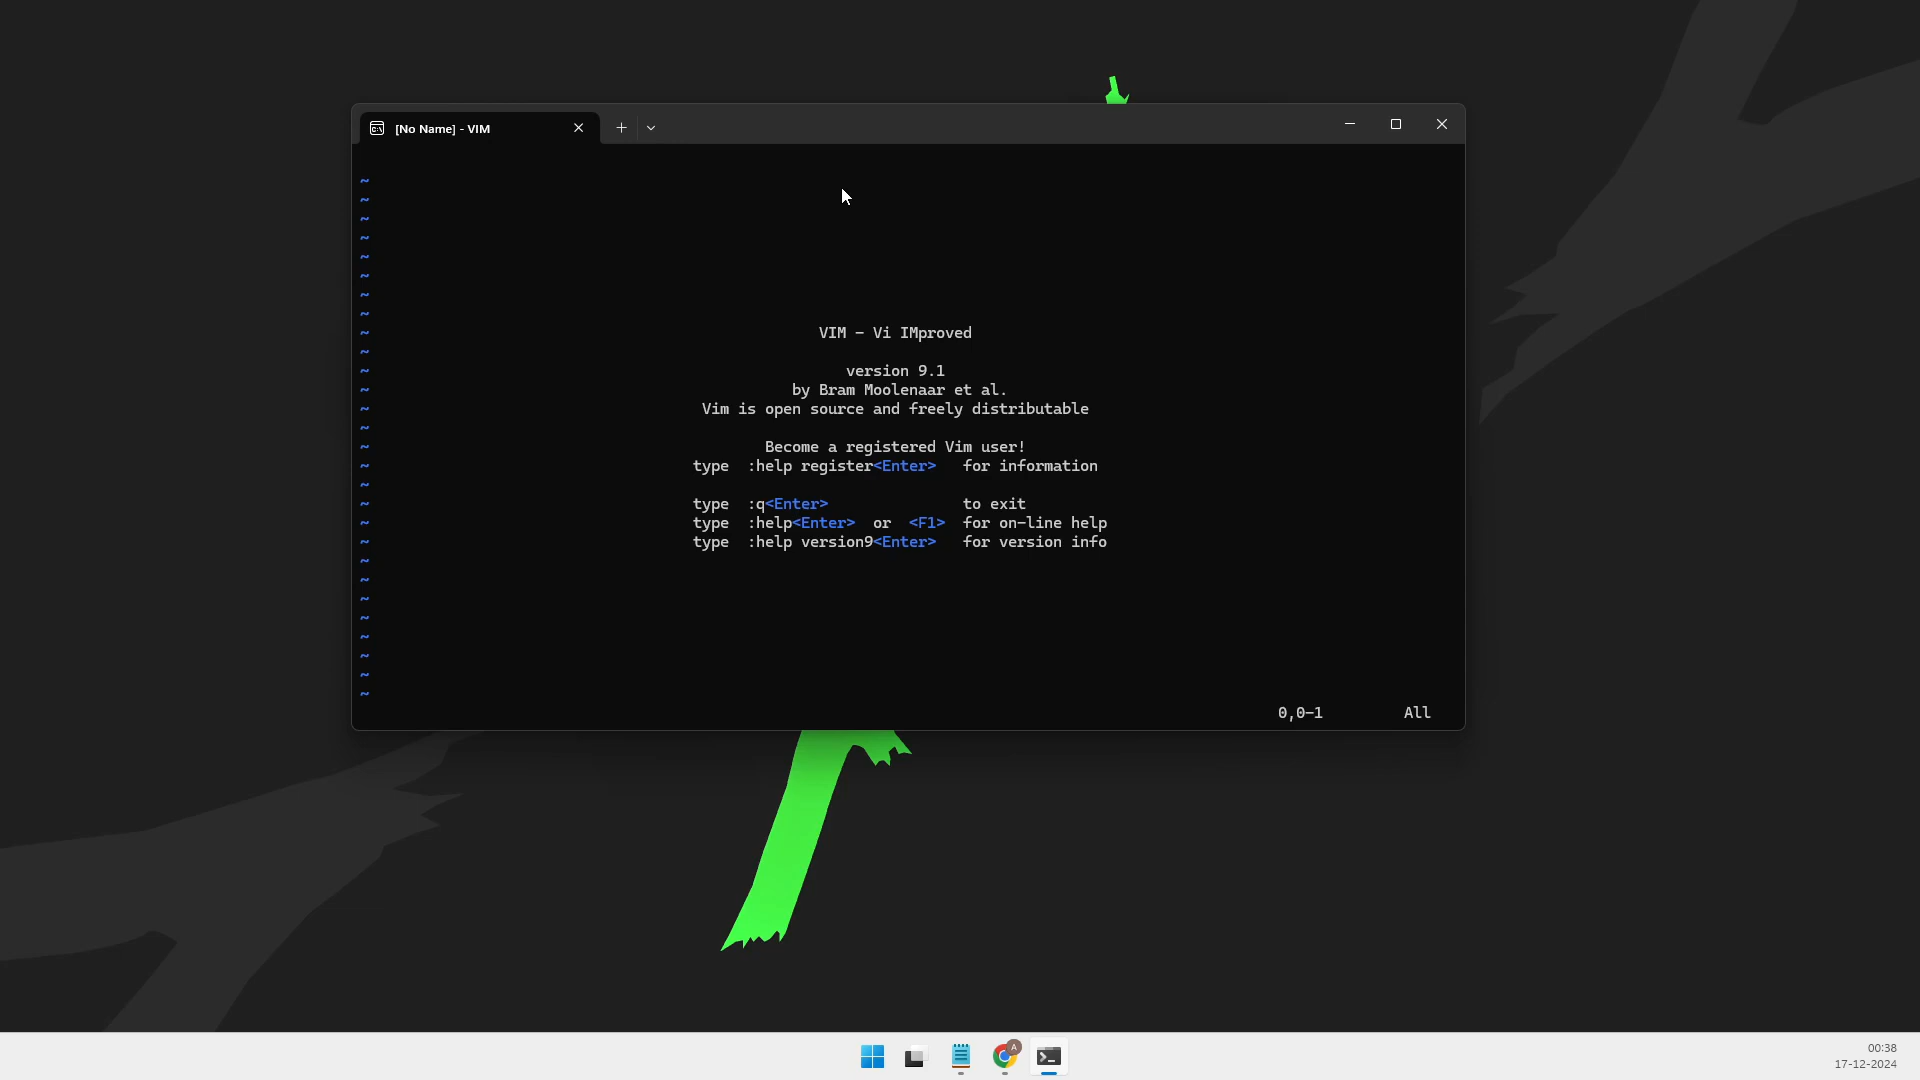 [No Name] - VIM
~
~
~
~
~
~
~
~
~ VIM - Vi IMproved
~
~ version 9.1
~ by Bram Moolenaar et al.
~ Vim is open source and freely distributable
~
~ Become a registered Vim user!
~ type :help register<Enter> for information
~
~ type :q<Enter> to exit
~ type :help<Enter> or <F1> for on-line help
~ type :help version9<Enter> for version info
~
~
~
~
~
~
~
~
0,0-1 All
A
00:38
17-12-2024